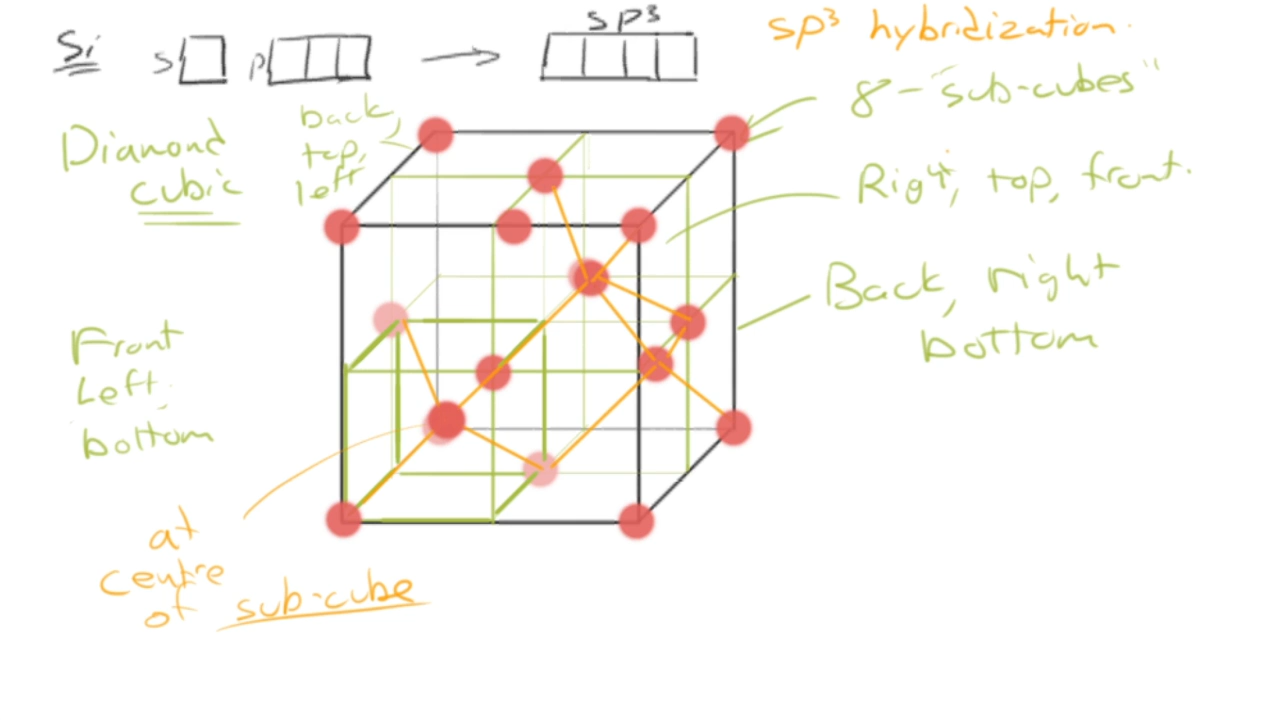 Si s p sp³
sp³ hybridization
Diamond
cubic
back,
top,
left
8 - "sub-cubes"
Right, top, front.
Back, right
bottom
Front
Left
bottom
at
centre
of sub-cube